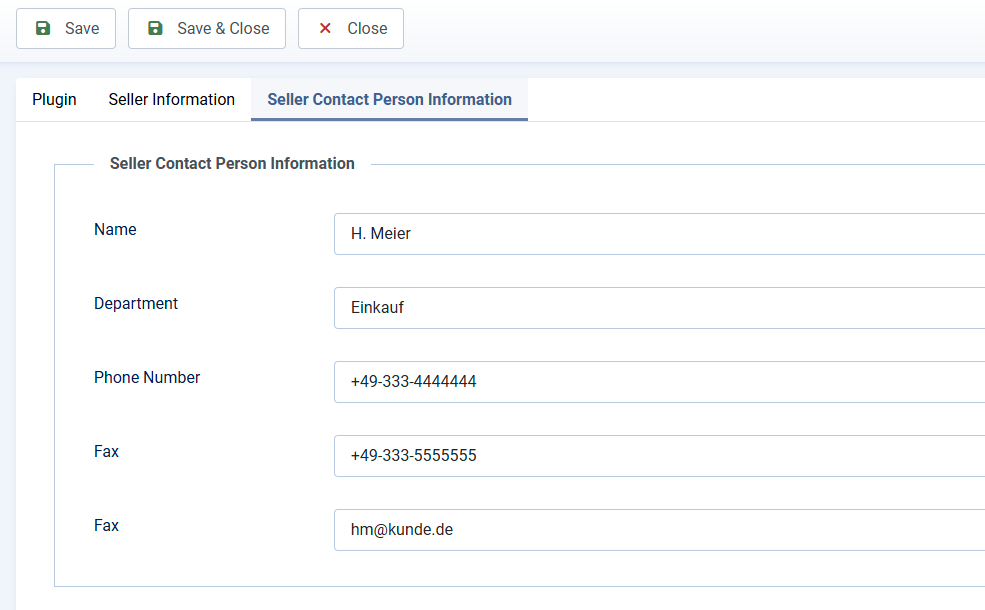 Save
Save & Close
Close
Plugin
Seller Information
Seller Contact Person Information
Seller Contact Person Information
Name
H. Meier
Department
Einkauf
Phone Number
+49-333-4444444
Fax
+49-333-5555555
Fax
hm@kunde.de